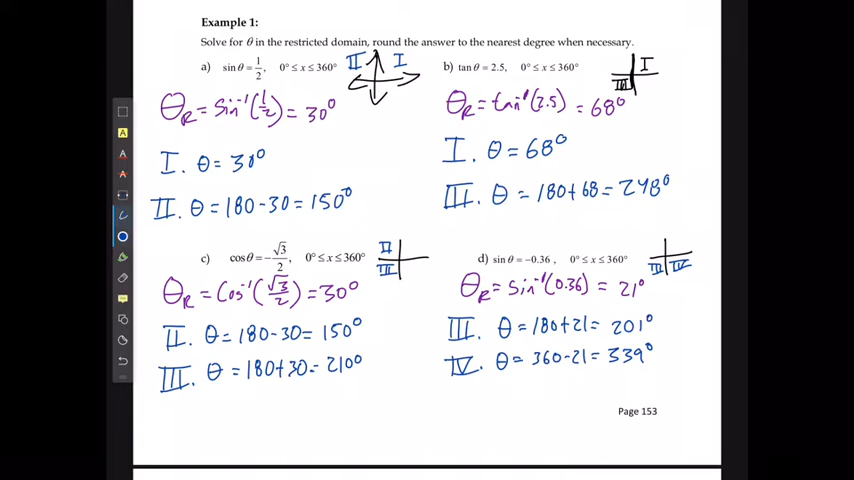 Example 1:
Solve for θ in the restricted domain, round the answer to the nearest degree when necessary.
a) sin θ = 1/2, 0° ≤ x ≤ 360° II I
θR = sin⁻¹(1/2) = 30°
I. θ = 30°
II. θ = 180 - 30 = 150°
b) tan θ = 2.5, 0° ≤ x ≤ 360° I III
θR = tan⁻¹(2.5) = 68°
I. θ = 68°
III. θ = 180 + 68 = 248°
c) cos θ = -√3/2, 0° ≤ x ≤ 360° II III
θR = cos⁻¹(√3/2) = 30°
II. θ = 180 - 30 = 150°
III. θ = 180 + 30 = 210°
d) sin θ = -0.36, 0° ≤ x ≤ 360° III IV
θR = sin⁻¹(0.36) = 21°
III. θ = 180 + 21 = 201°
IV. θ = 360 - 21 = 339°
Page 153